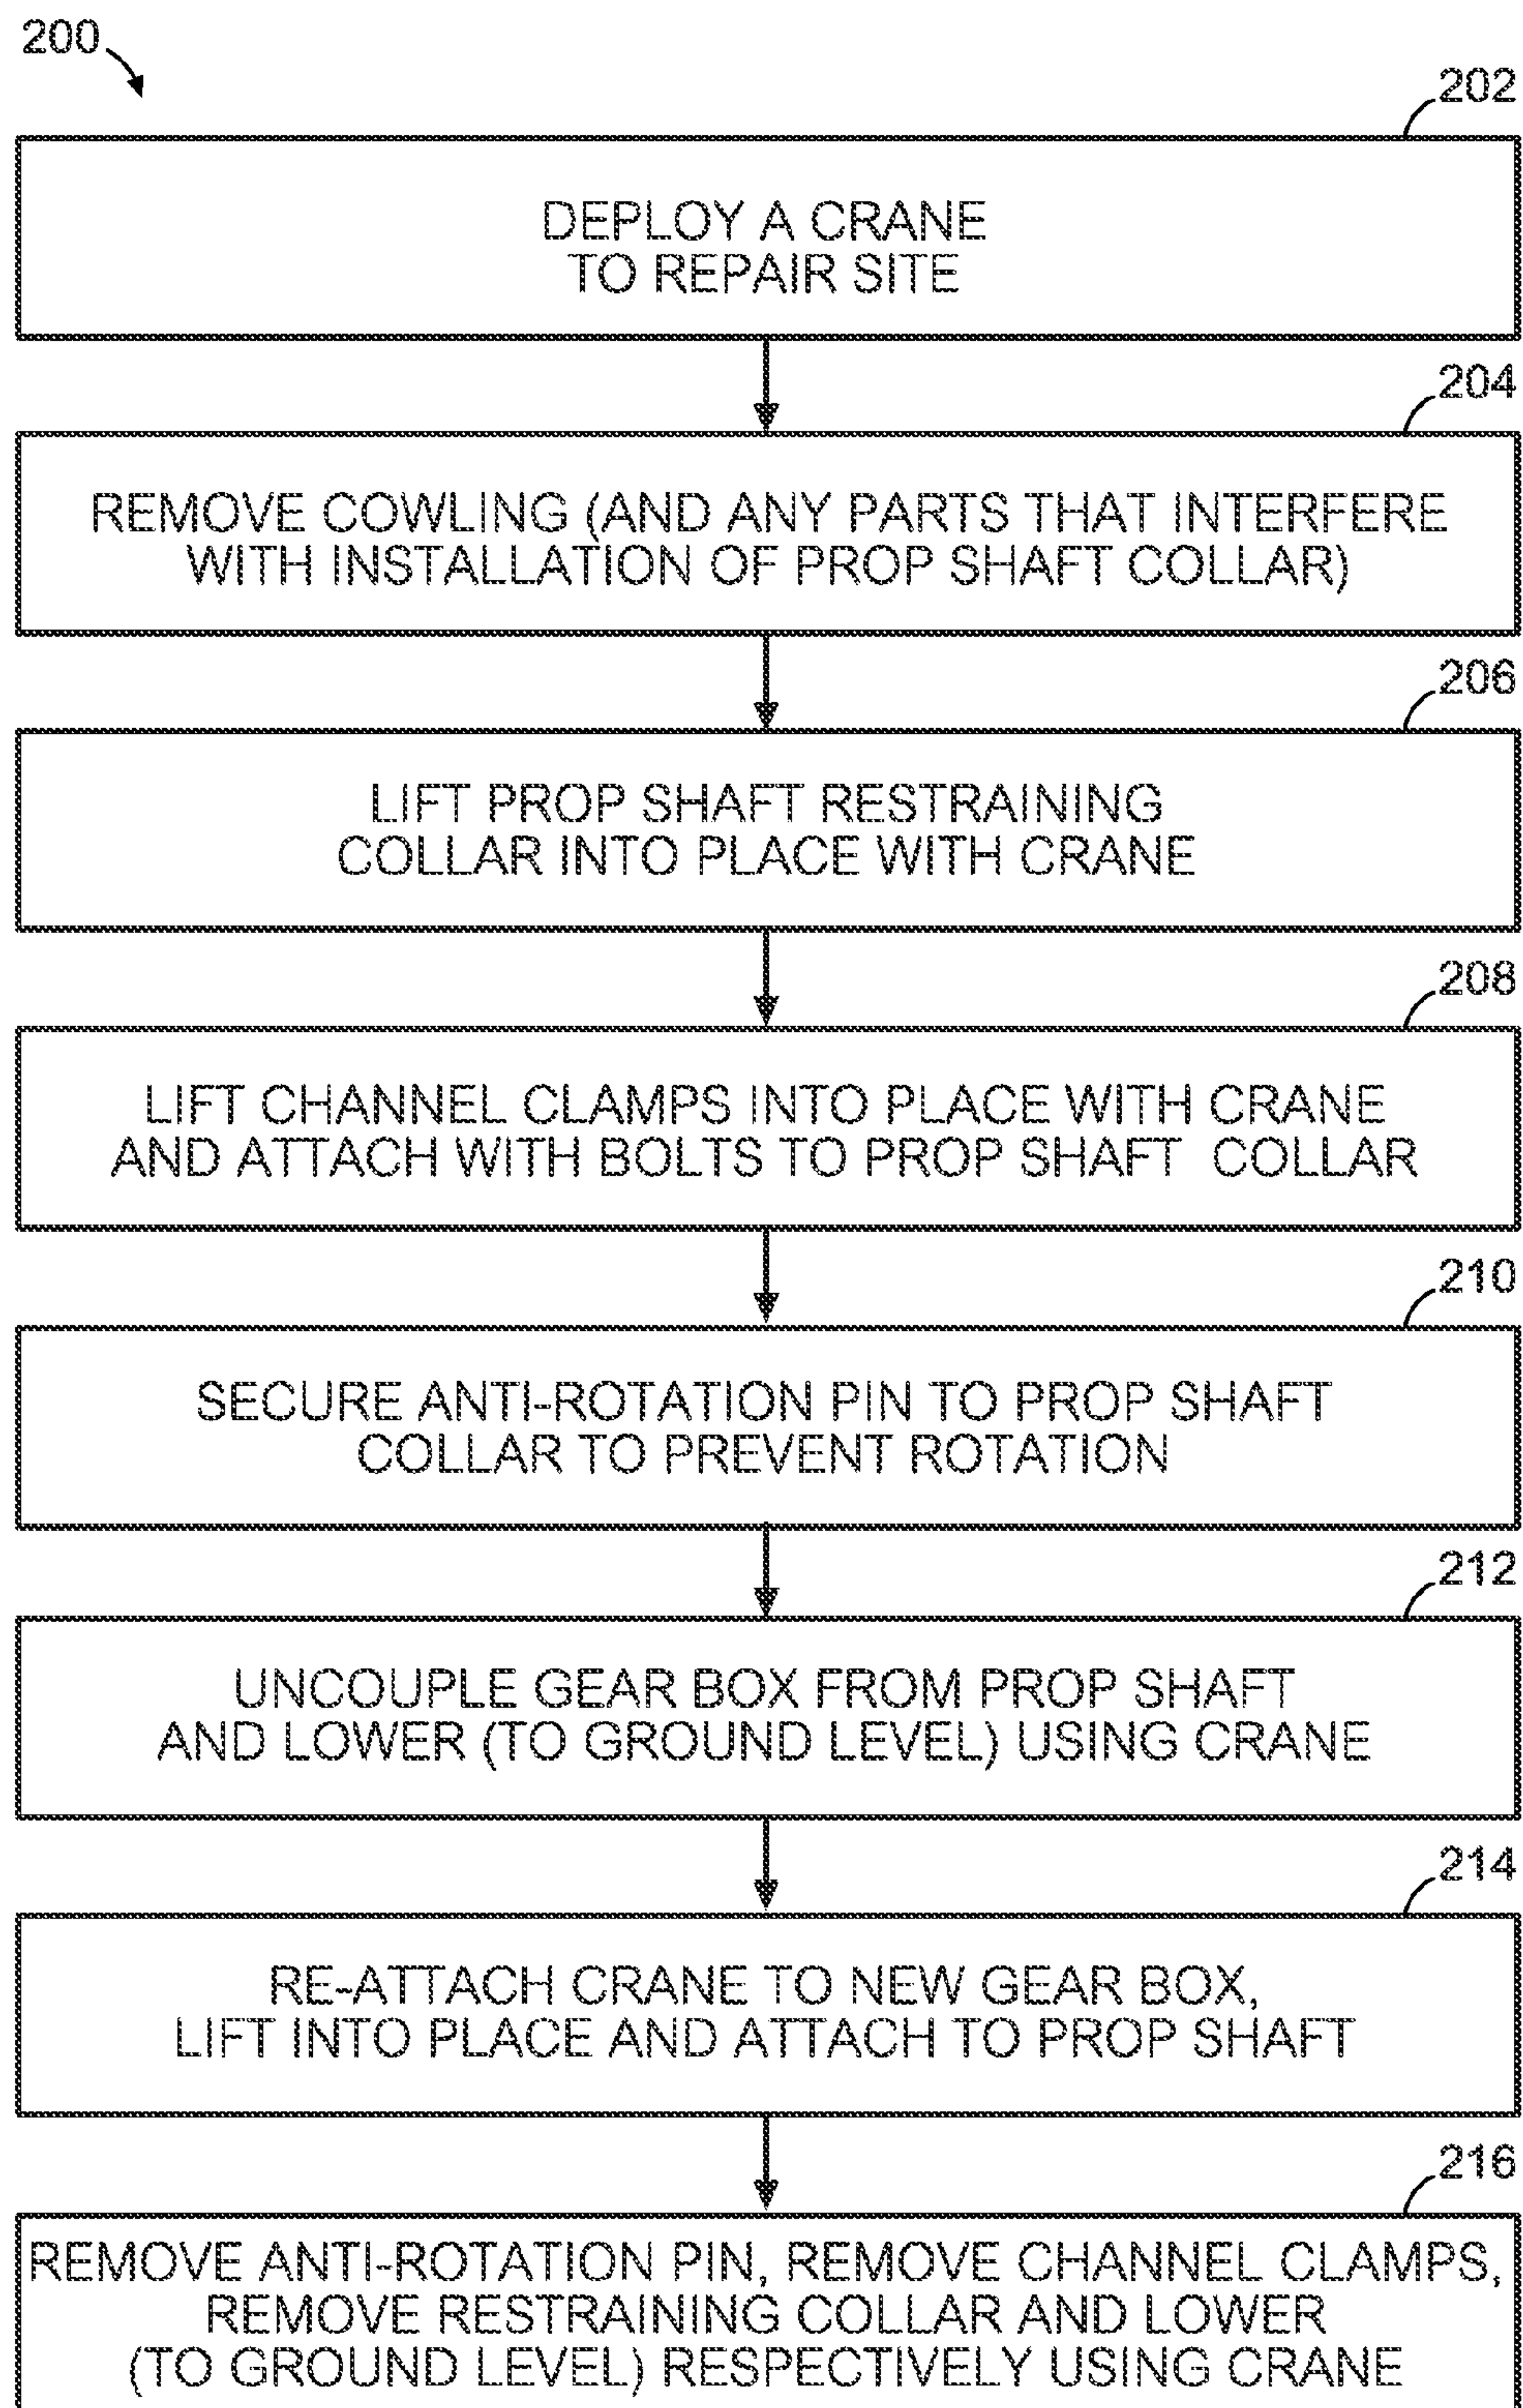 200
202
DEPLOY A CRANE
TO REPAIR SITE
204
REMOVE COWLING (AND ANY PARTS THAT INTERFERE
WITH INSTALLATION OF PROP SHAFT COLLAR)
206
LIFT PROP SHAFT RESTRAINING
COLLAR INTO PLACE WITH CRANE
208
LIFT CHANNEL CLAMPS INTO PLACE WITH CRANE
AND ATTACH WITH BOLTS TO PROP SHAFT COLLAR
210
SECURE ANTI-ROTATION PIN TO PROP SHAFT
COLLAR TO PREVENT ROTATION
212
UNCOUPLE GEAR BOX FROM PROP SHAFT
AND LOWER (TO GROUND LEVEL) USING CRANE
214
RE-ATTACH CRANE TO NEW GEAR BOX,
LIFT INTO PLACE AND ATTACH TO PROP SHAFT
216
REMOVE ANTI-ROTATION PIN, REMOVE CHANNEL CLAMPS,
REMOVE RESTRAINING COLLAR AND LOWER
(TO GROUND LEVEL) RESPECTIVELY USING CRANE